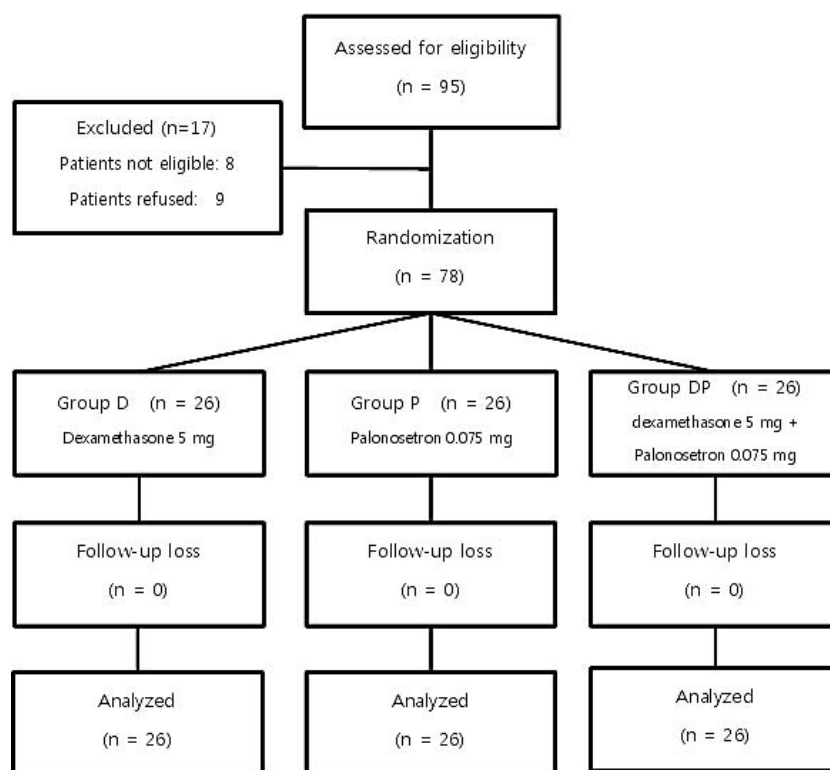 Assessed for eligibility
(n = 95)
Excluded (n=17)
Patients not eligible: 8
Patients refused: 9
Randomization
(n = 78)
Group D (n = 26)
Dexamethasone 5 mg
Group P (n = 26)
Palonosetron 0.075 mg
Group DP (n = 26)
dexamethasone 5 mg +
Palonosetron 0.075 mg
Follow-up loss
(n = 0)
Follow-up loss
(n = 0)
Follow-up loss
(n = 0)
Analyzed
(n = 26)
Analyzed
(n = 26)
Analyzed
(n = 26)